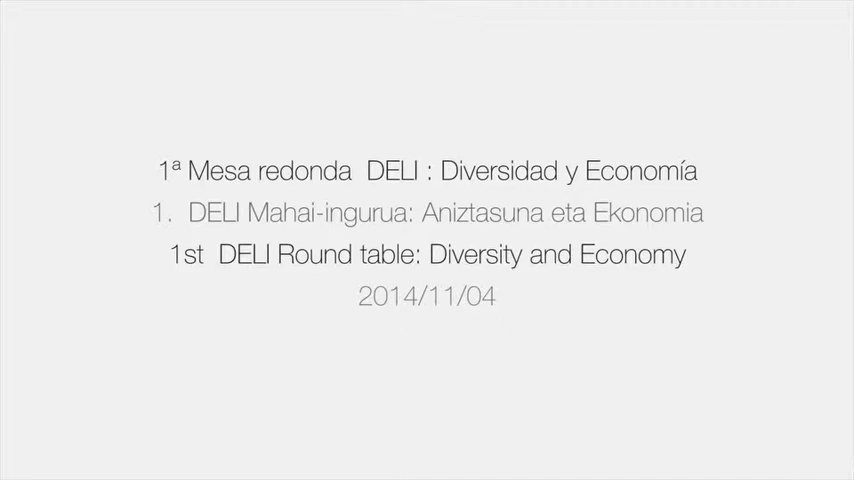 1ª Mesa redonda DELI : Diversidad y Economía
1. DELI Mahai-ingurua: Aniztasuna eta Ekonomia
1st DELI Round table: Diversity and Economy
2014/11/04